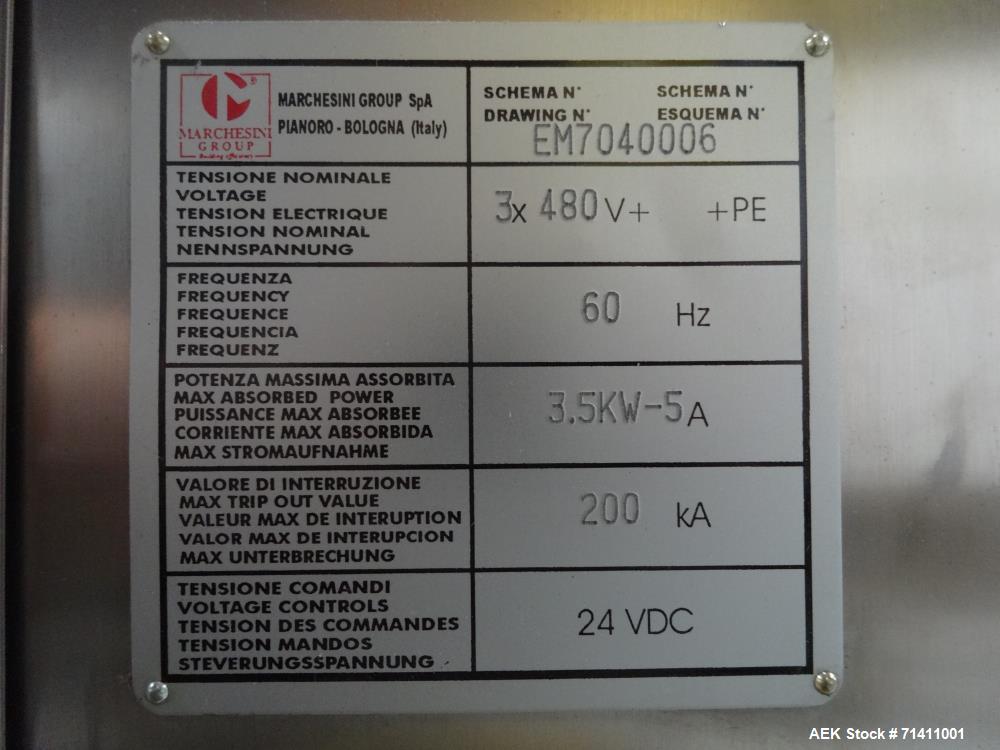 MARCHESINI GROUP SpA
PIANORO - BOLOGNA (Italy)
MARCHESINI
GROUP
Building efficiency
SCHEMA N° SCHEMA N°
DRAWING N° ESQUEMA N°
EM7040006
TENSIONE NOMINALE
VOLTAGE
TENSION ELECTRIQUE
TENSION NOMINAL
NENNSPANNUNG
3x 480 V+ +PE
FREQUENZA
FREQUENCY
FREQUENCE
FREQUENCIA
FREQUENZ
60 Hz
POTENZA MASSIMA ASSORBITA
MAX ABSORBED POWER
PUISSANCE MAX ABSORBEE
CORRIENTE MAX ABSORBIDA
MAX STROMAUFNAHME
3.5KW-5 A
VALORE DI INTERRUZIONE
MAX TRIP OUT VALUE
VALEUR MAX DE INTERUPTION
VALOR MAX DE INTERUPCION
MAX UNTERBRECHUNG
200 kA
TENSIONE COMANDI
VOLTAGE CONTROLS
TENSION DES COMMANDES
TENSION MANDOS
STEVERUNGSSPANNUNG
24 VDC
AEK Stock # 71411001